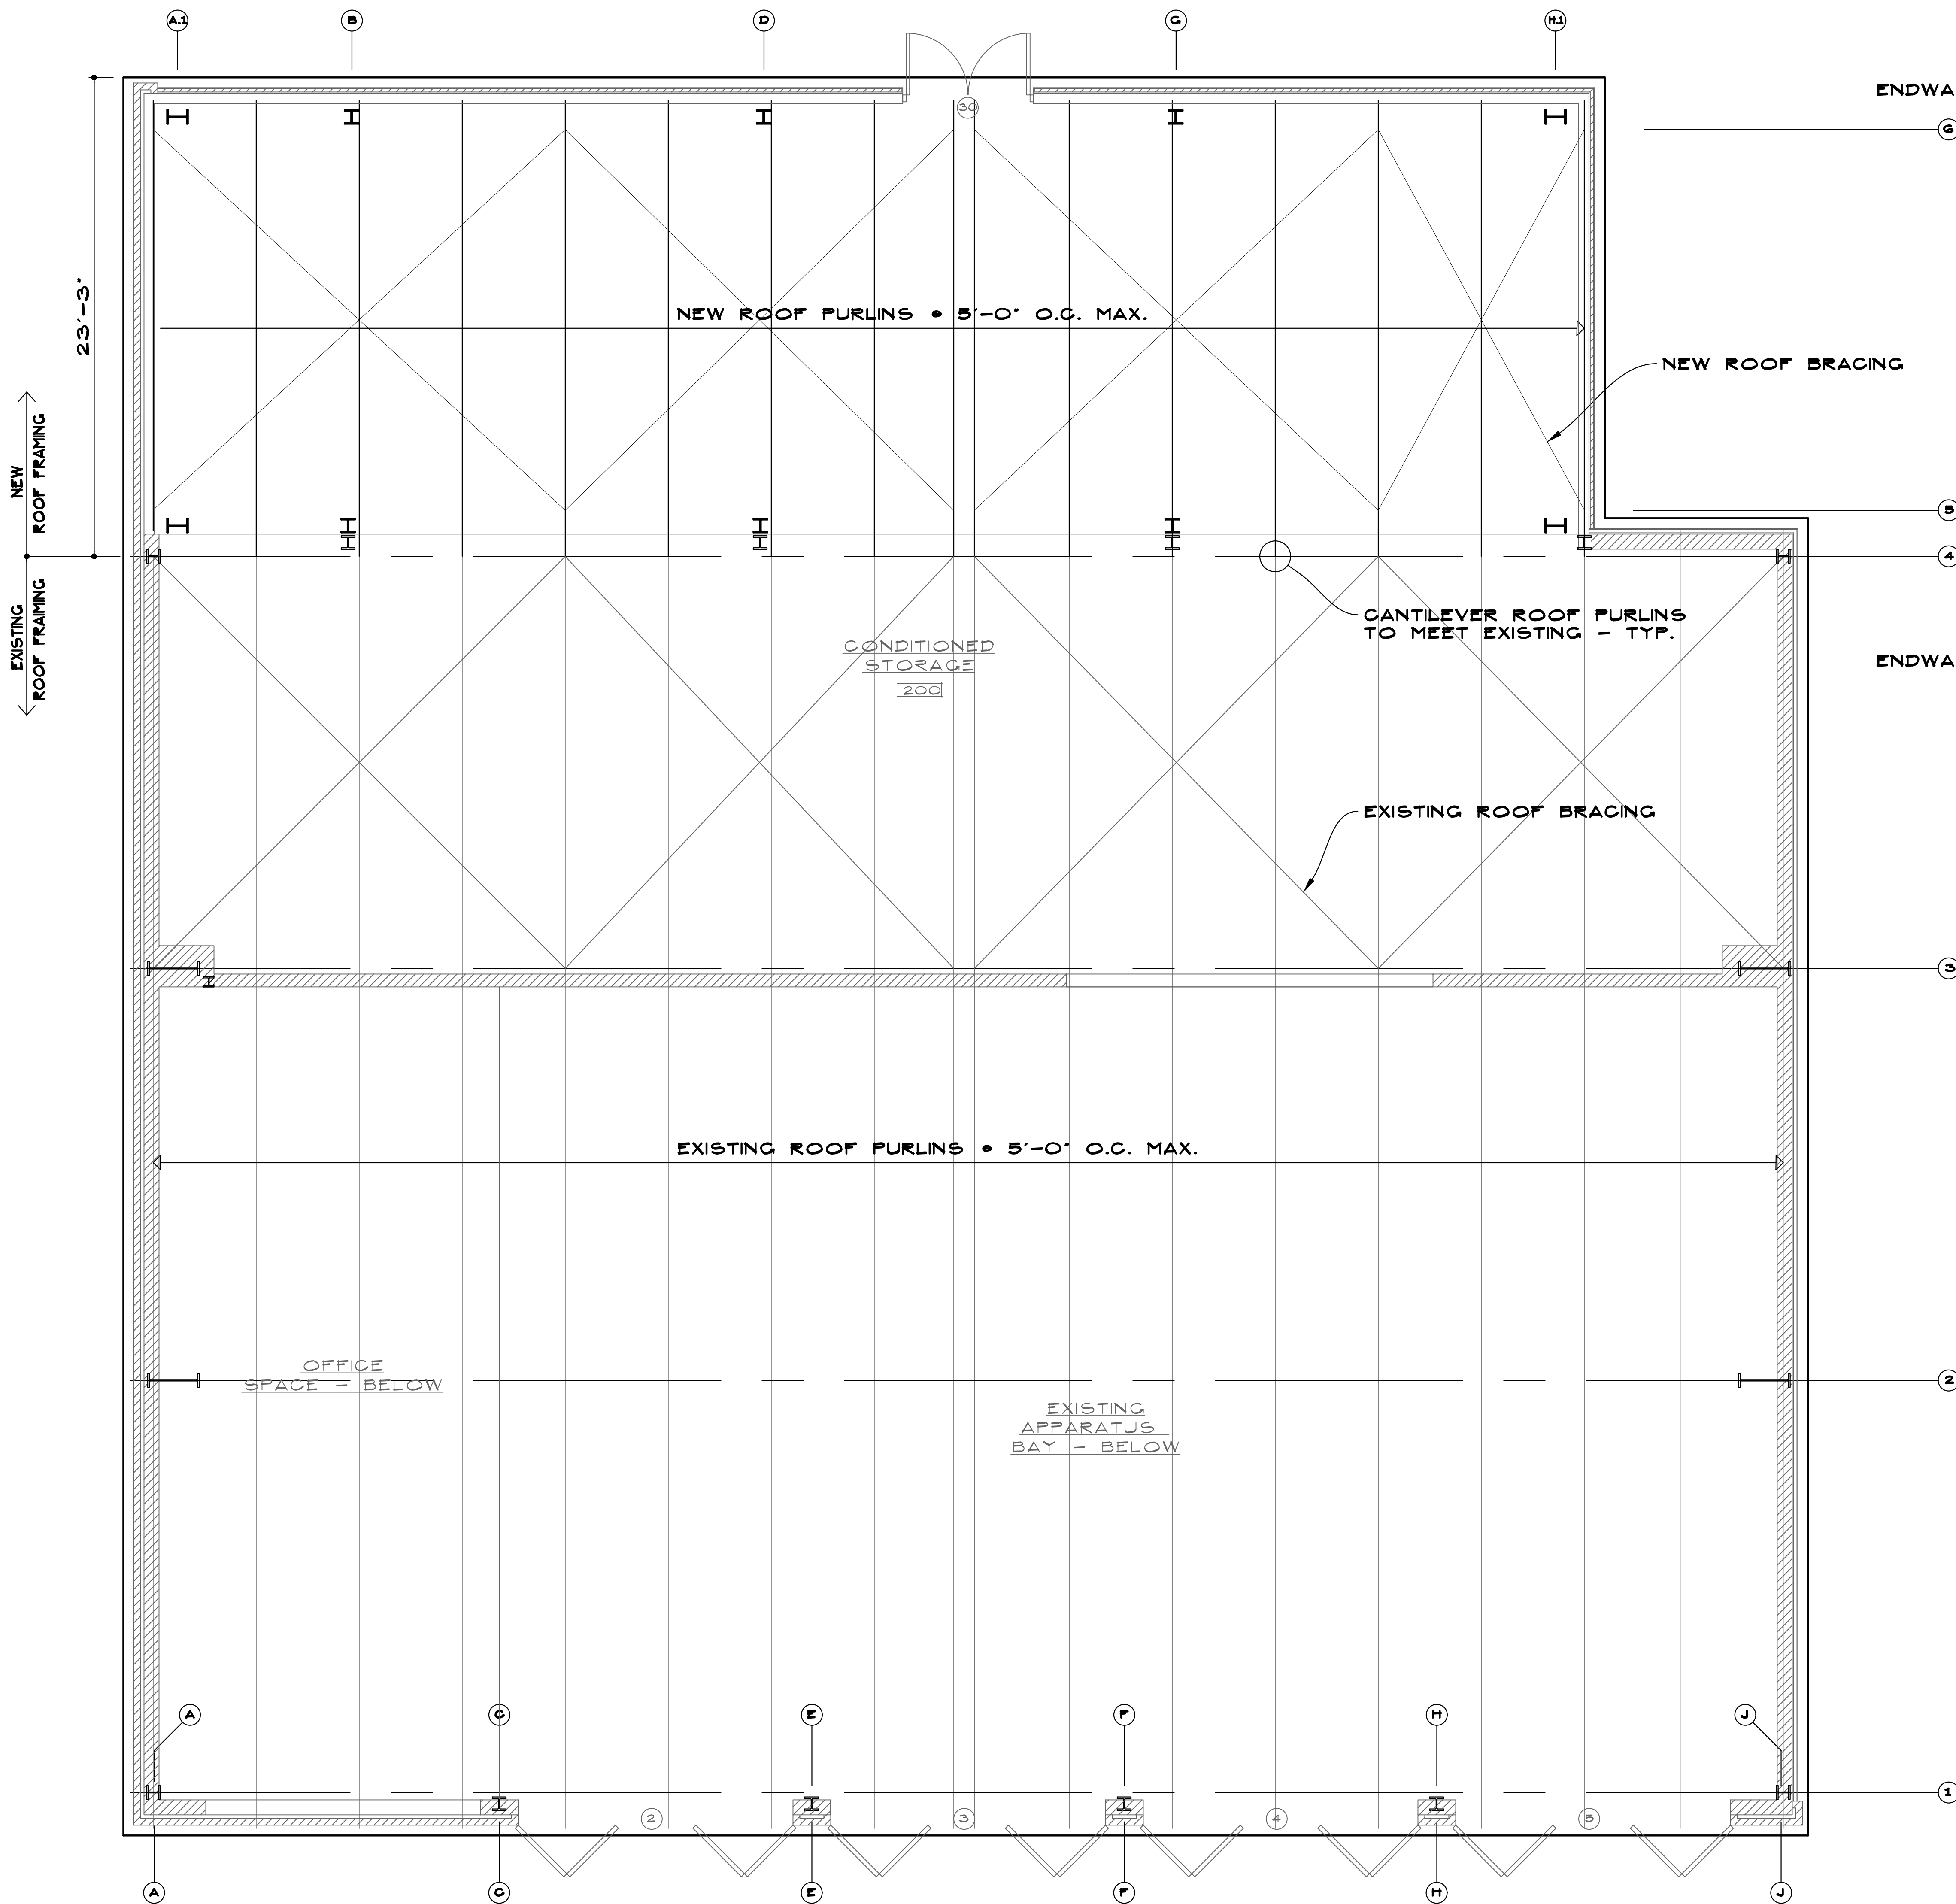 A.1
B
D
G
H.1
ENDWA
6
30
23'-3"
NEW ROOF PURLINS @ 5'-0" O.C. MAX.
NEW ROOF BRACING
NEW
ROOF FRAMING
5
4
EXISTING
ROOF FRAMING
CANTILEVER ROOF PURLINS
TO MEET EXISTING - TYP.
CONDITIONED
STORAGE
200
ENDWA
EXISTING ROOF BRACING
3
EXISTING ROOF PURLINS @ 5'-0" O.C. MAX.
OFFICE
SPACE - BELOW
2
EXISTING
APPARATUS
BAY - BELOW
A
C
E
F
H
J
1
2
3
4
5
A
C
E
F
H
J